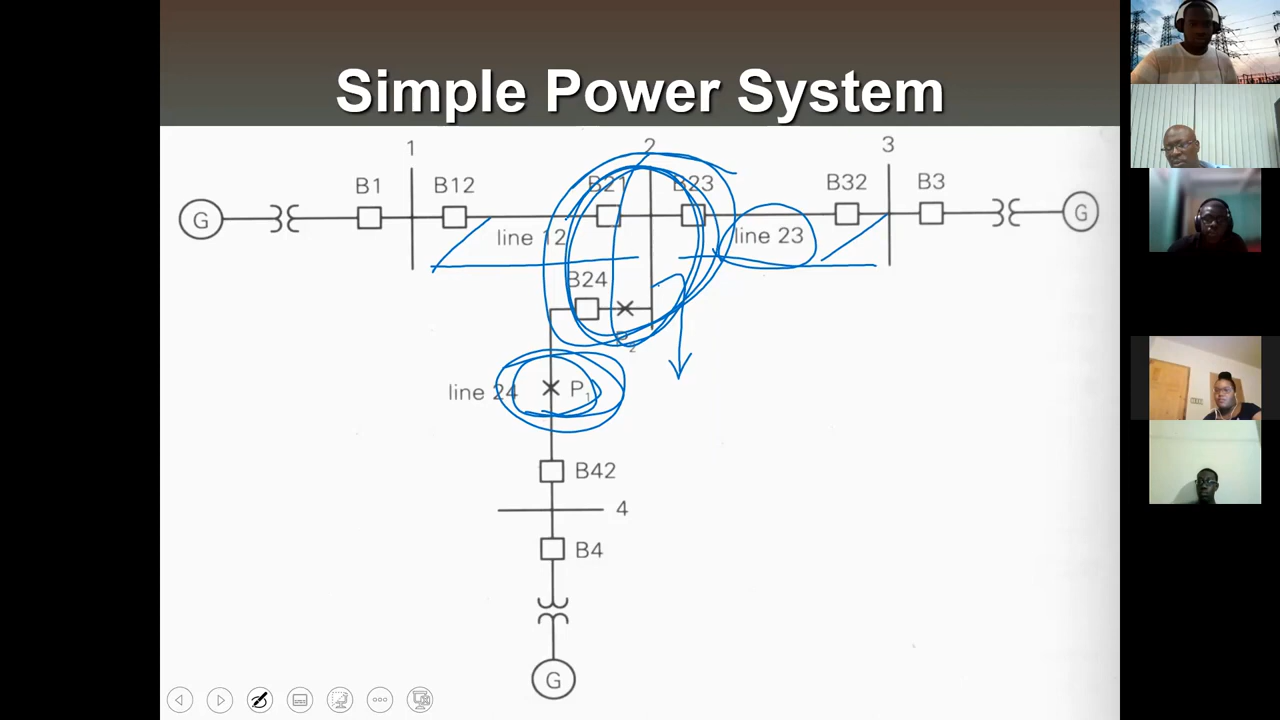 Simple Power System
1 2 3
B1 B12 B21 B23 B32 B3
G G
line 12 line 23
B24
P2
line 24 P1
B42
4
B4
G